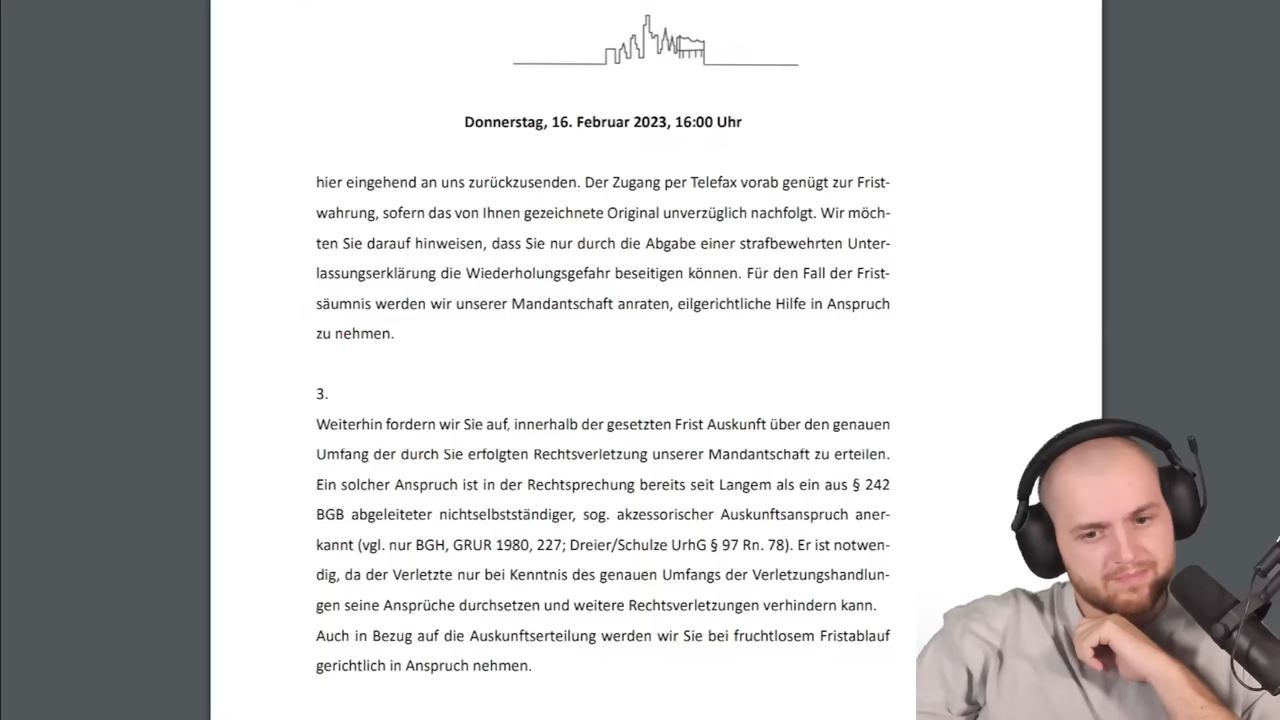 Donnerstag, 16. Februar 2023, 16:00 Uhr
hier eingehend an uns zurückzusenden. Der Zugang per Telefax vorab genügt zur Frist-
wahrung, sofern das von Ihnen gezeichnete Original unverzüglich nachfolgt. Wir möch-
ten Sie darauf hinweisen, dass Sie nur durch die Abgabe einer strafbewehrten Unter-
lassungserklärung die Wiederholungsgefahr beseitigen können. Für den Fall der Frist-
säumnis werden wir unserer Mandantschaft anraten, eilgerichtliche Hilfe in Anspruch
zu nehmen.
3.
Weiterhin fordern wir Sie auf, innerhalb der gesetzten Frist Auskunft über den genauen
Umfang der durch Sie erfolgten Rechtsverletzung unserer Mandantschaft zu erteilen.
Ein solcher Anspruch ist in der Rechtsprechung bereits seit Langem als ein aus § 242
BGB abgeleiteter nichtselbstständiger, sog. akzessorischer Auskunftsanspruch aner-
kannt (vgl. nur BGH, GRUR 1980, 227; Dreier/Schulze UrhG § 97 Rn. 78). Er ist notwen-
dig, da der Verletzte nur bei Kenntnis des genauen Umfangs der Verletzungshandlun-
gen seine Ansprüche durchsetzen und weitere Rechtsverletzungen verhindern kann.
Auch in Bezug auf die Auskunftserteilung werden wir Sie bei fruchtlosem Fristablauf
gerichtlich in Anspruch nehmen.